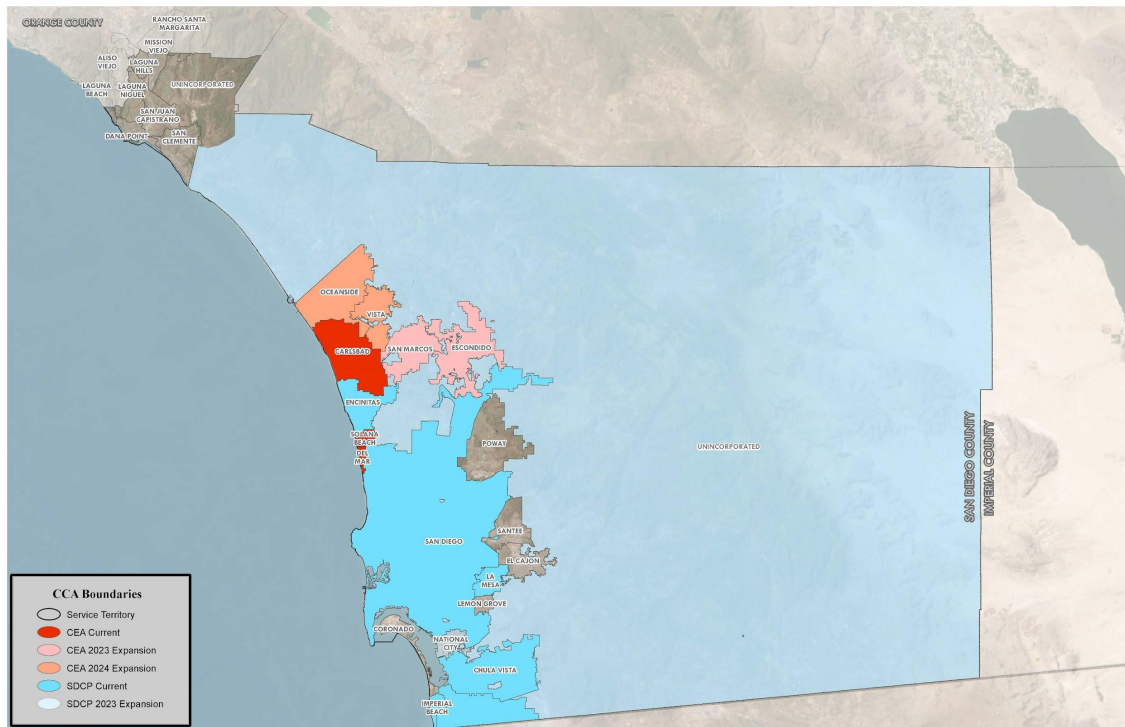 ORANGE COUNTY
RANCHO SANTA
MARGARITA
MISSION
VIEJO
ALISO
VIEJO
LAGUNA
HILLS
LAGUNA
BEACH
LAGUNA
NIGUEL
UNINCORPORATED
SAN JUAN
CAPISTRANO
DANA POINT
SAN
CLEMENTE
OCEANSIDE
VISTA
CARLSBAD
SAN MARCOS
ESCONDIDO
ENCINITAS
SOLANA
BEACH
DEL
MAR
POWAY
UNINCORPORATED
SAN DIEGO COUNTY
IMPERIAL COUNTY
SAN DIEGO
SANTEE
EL CAJON
LA
MESA
LEMON GROVE
CORONADO
NATIONAL
CITY
CHULA VISTA
IMPERIAL
BEACH
CCA Boundaries
Service Territory
CEA Current
CEA 2023 Expansion
CEA 2024 Expansion
SDCP Current
SDCP 2023 Expansion